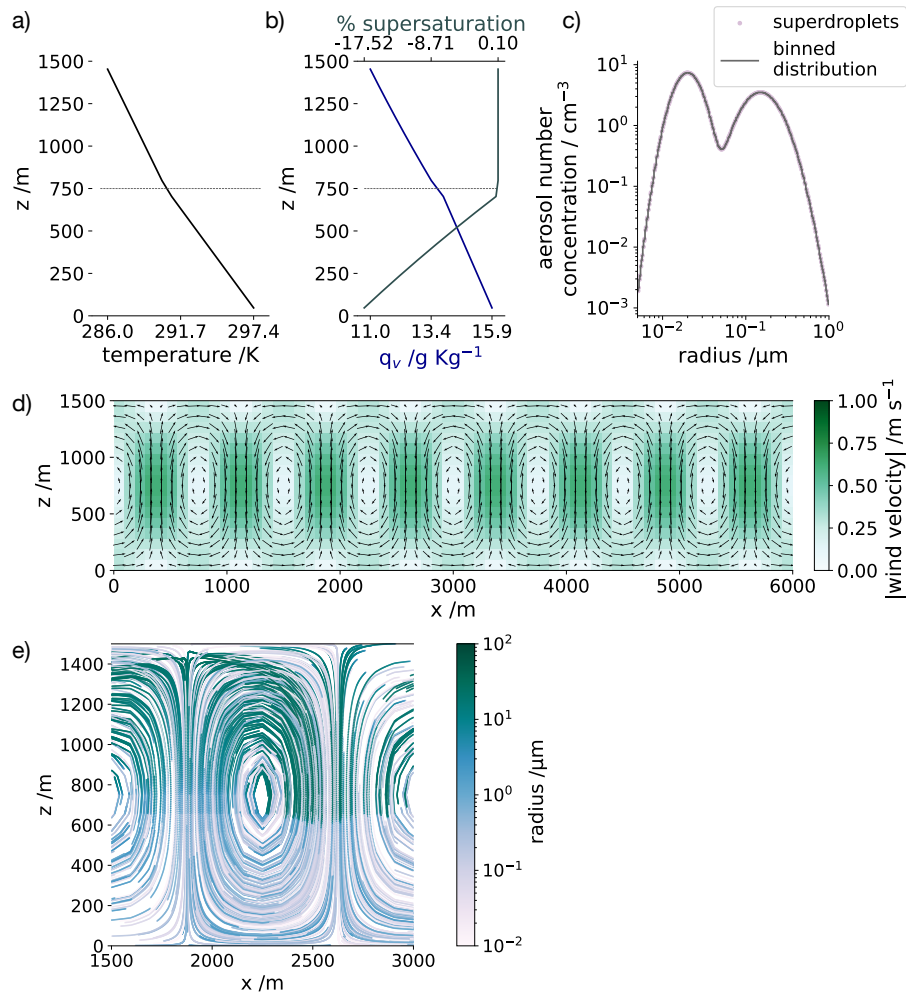 a)
1500
1250
1000
750
500
250
0
z /m
286.0 291.7 297.4
temperature /K
b)
% supersaturation
-17.52 -8.71 0.10
1500
1250
1000
750
500
250
0
z /m
11.0 13.4 15.9
q_v /g Kg⁻¹
c)
superdroplets
binned
distribution
10¹
10⁰
10⁻¹
10⁻²
10⁻³
aerosol number
concentration / cm⁻³
10⁻² 10⁻¹ 10⁰
radius /μm
d)
1500
1000
500
0
z /m
0 1000 2000 3000 4000 5000 6000
x /m
1.00
0.75
0.50
0.25
0.00
|wind velocity| /m s⁻¹
e)
1400
1200
1000
800
600
400
200
0
z /m
1500 2000 2500 3000
x /m
10²
10¹
10⁰
10⁻¹
10⁻²
radius /μm